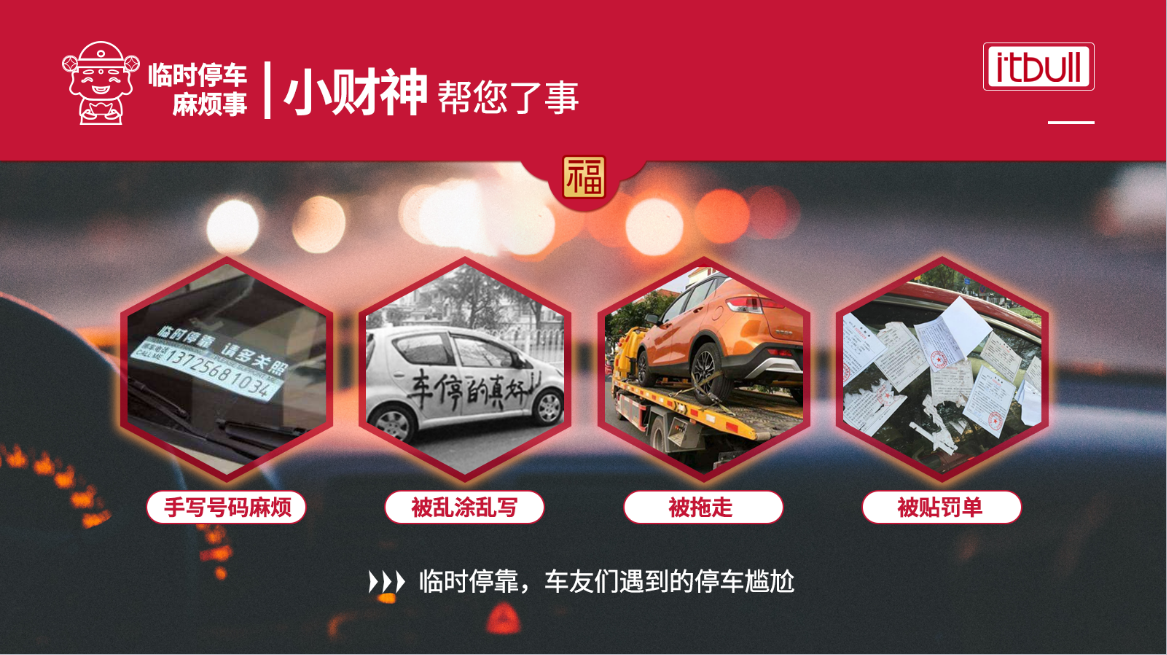 临时停车
麻烦事
小财神 帮您了事
itbull
福
临时停靠 请多关照
CALL ME 13725681034
车停的真好!!
手写号码麻烦
被乱涂乱写
被拖走
被贴罚单
临时停靠，车友们遇到的停车尴尬